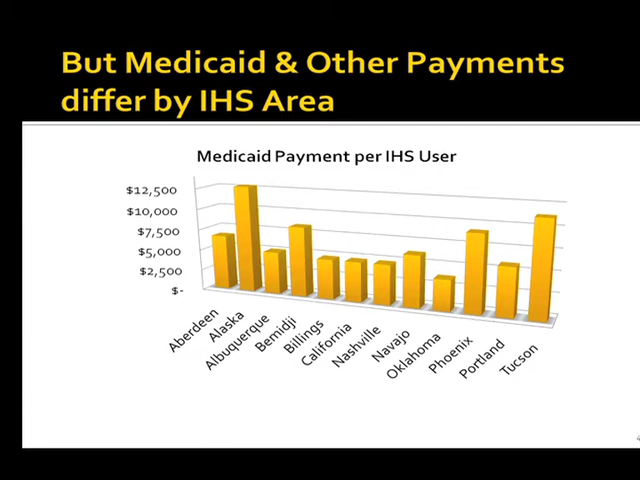 But Medicaid & Other Payments
differ by IHS Area
Medicaid Payment per IHS User
$12,500
$10,000
$7,500
$5,000
$2,500
$-
Aberdeen
Alaska
Albuquerque
Bemidji
Billings
California
Nashville
Navajo
Oklahoma
Phoenix
Portland
Tucson